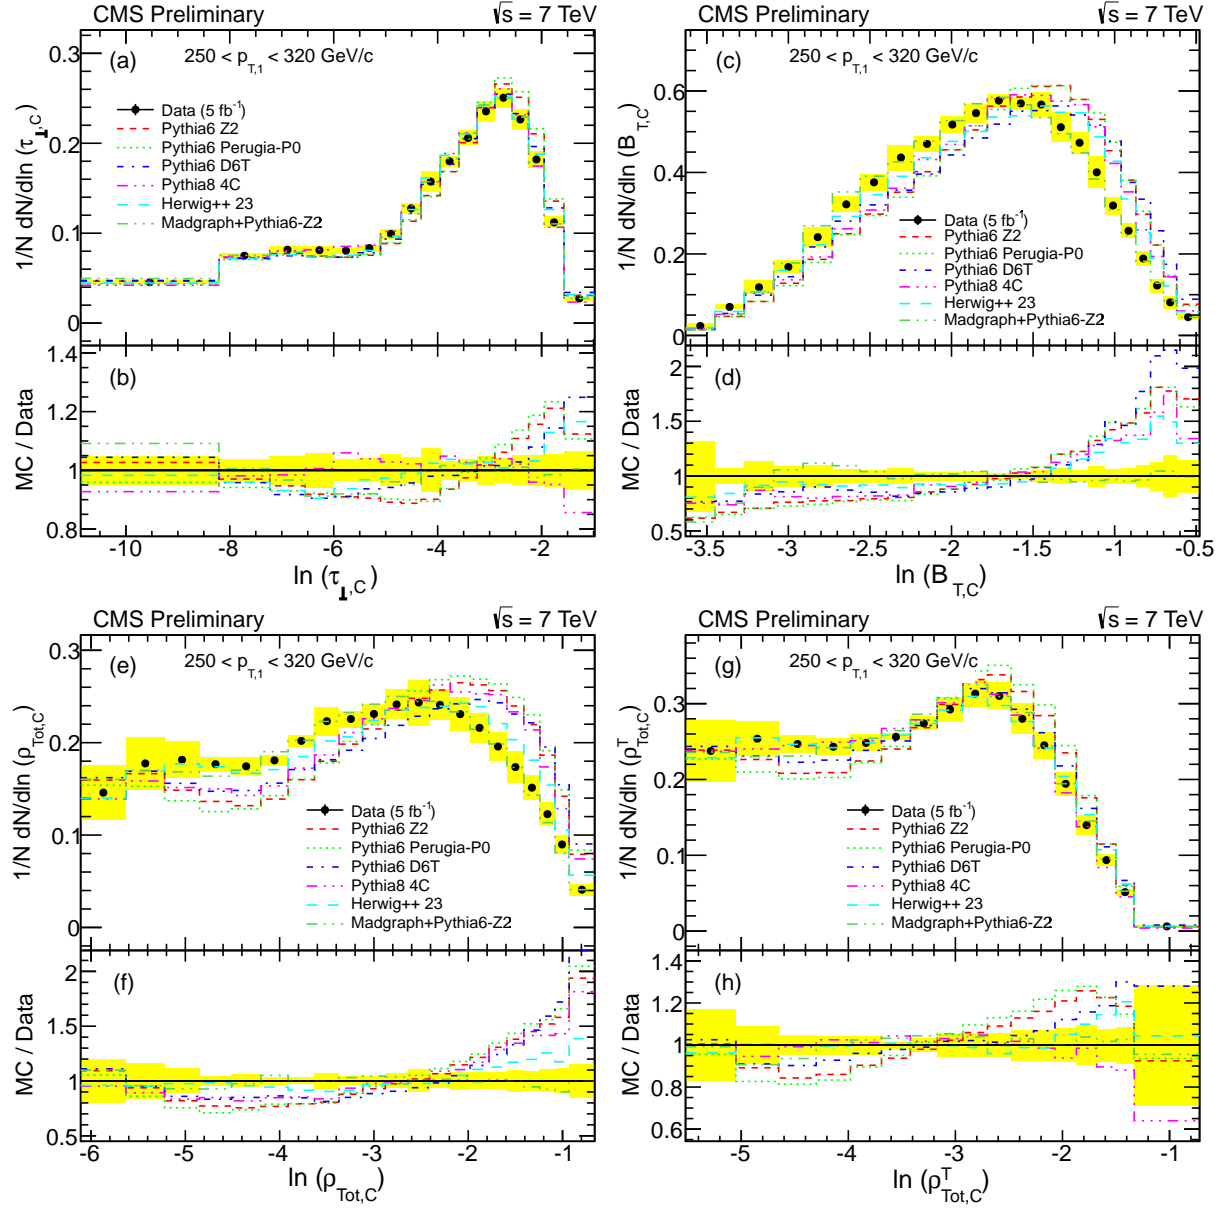 CMS Preliminary √s = 7 TeV
(a) 250 < p_T,1 < 320 GeV/c
0.3
0.2
0.1
0
1/N dN/dln (τ_⊥,C)
Data (5 fb⁻¹)
Pythia6 Z2
Pythia6 Perugia-P0
Pythia6 D6T
Pythia8 4C
Herwig++ 23
Madgraph+Pythia6-Z2
(b)
1.4
1.2
1
0.8
MC / Data
-10 -8 -6 -4 -2
ln (τ_⊥,C)
CMS Preliminary √s = 7 TeV
(c) 250 < p_T,1 < 320 GeV/c
0.6
0.4
0.2
0
1/N dN/dln (B_T,C)
Data (5 fb⁻¹)
Pythia6 Z2
Pythia6 Perugia-P0
Pythia6 D6T
Pythia8 4C
Herwig++ 23
Madgraph+Pythia6-Z2
(d)
2
1.5
1
0.5
MC / Data
-3.5 -3 -2.5 -2 -1.5 -1 -0.5
ln (B_T,C)
CMS Preliminary √s = 7 TeV
(e) 250 < p_T,1 < 320 GeV/c
0.3
0.2
0.1
0
1/N dN/dln (ρ_Tot,C)
Data (5 fb⁻¹)
Pythia6 Z2
Pythia6 Perugia-P0
Pythia6 D6T
Pythia8 4C
Herwig++ 23
Madgraph+Pythia6-Z2
(f)
2
1.5
1
0.5
MC / Data
-6 -5 -4 -3 -2 -1
ln (ρ_Tot,C)
CMS Preliminary √s = 7 TeV
(g) 250 < p_T,1 < 320 GeV/c
0.4
0.3
0.2
0.1
0
1/N dN/dln (ρ^T_Tot,C)
Data (5 fb⁻¹)
Pythia6 Z2
Pythia6 Perugia-P0
Pythia6 D6T
Pythia8 4C
Herwig++ 23
Madgraph+Pythia6-Z2
(h)
1.4
1.2
1
0.8
0.6
MC / Data
-5 -4 -3 -2 -1
ln (ρ^T_Tot,C)